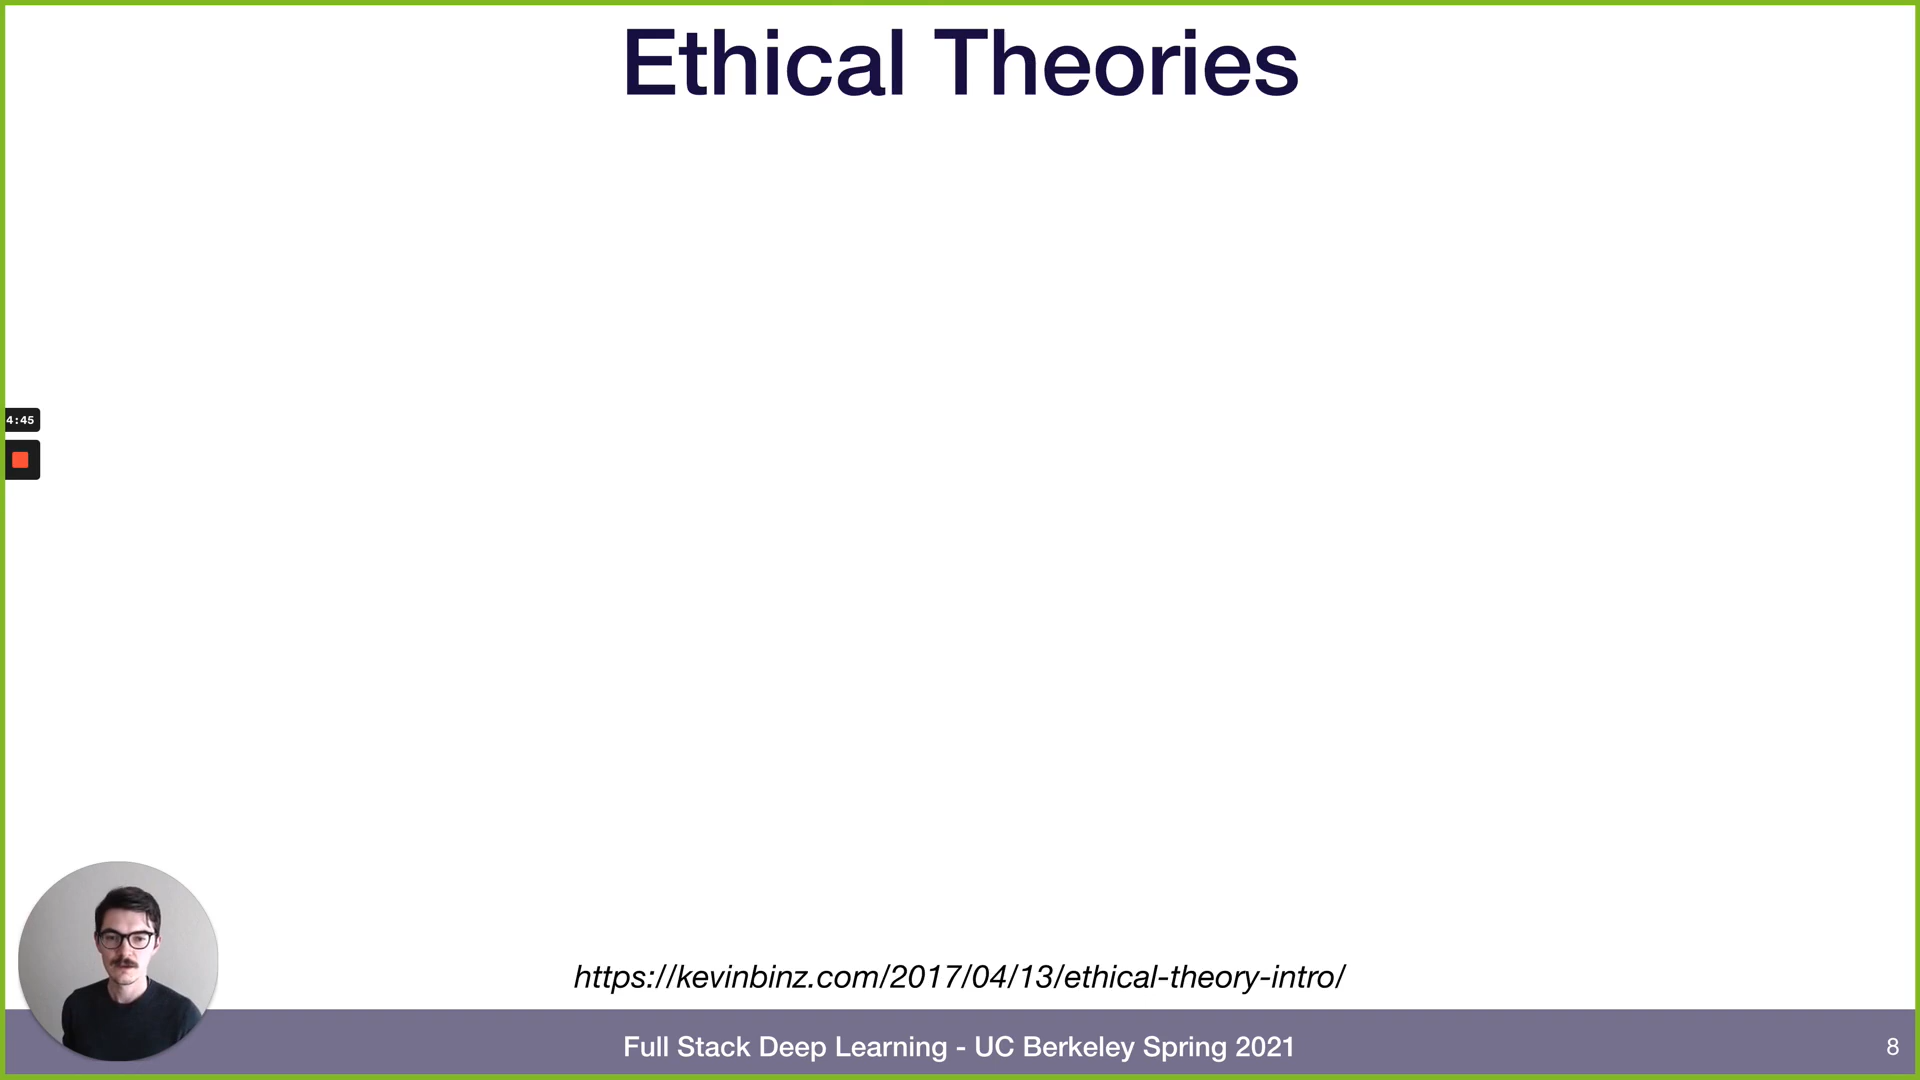 Ethical Theories
4:45
https://kevinbinz.com/2017/04/13/ethical-theory-intro/
Full Stack Deep Learning - UC Berkeley Spring 2021
8